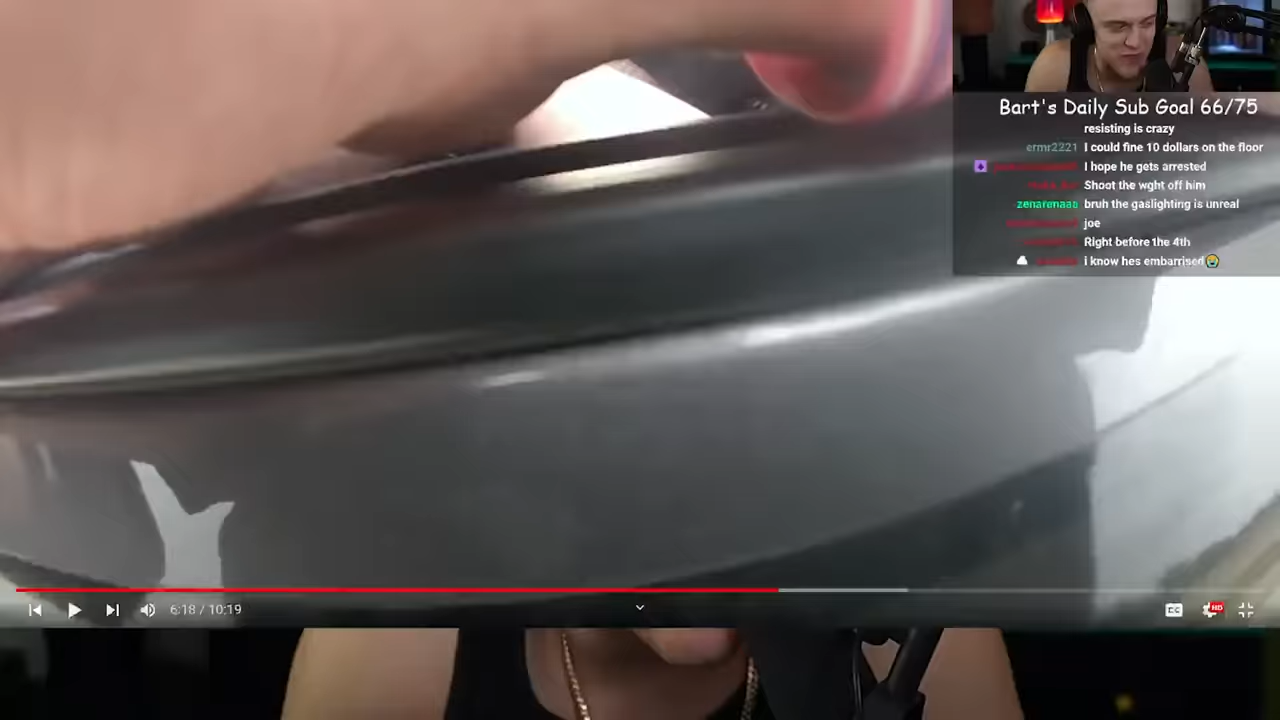 Bart's Daily Sub Goal 66/75
resisting is crazy
ermr2221 I could fine 10 dollars on the floor
I hope he gets arrested
Shoot the wght off him
zenarenaaa bruh the gaslighting is unreal
joe
Right before the 4th
i know hes embarrised😭
6:18 / 10:19
CC HD